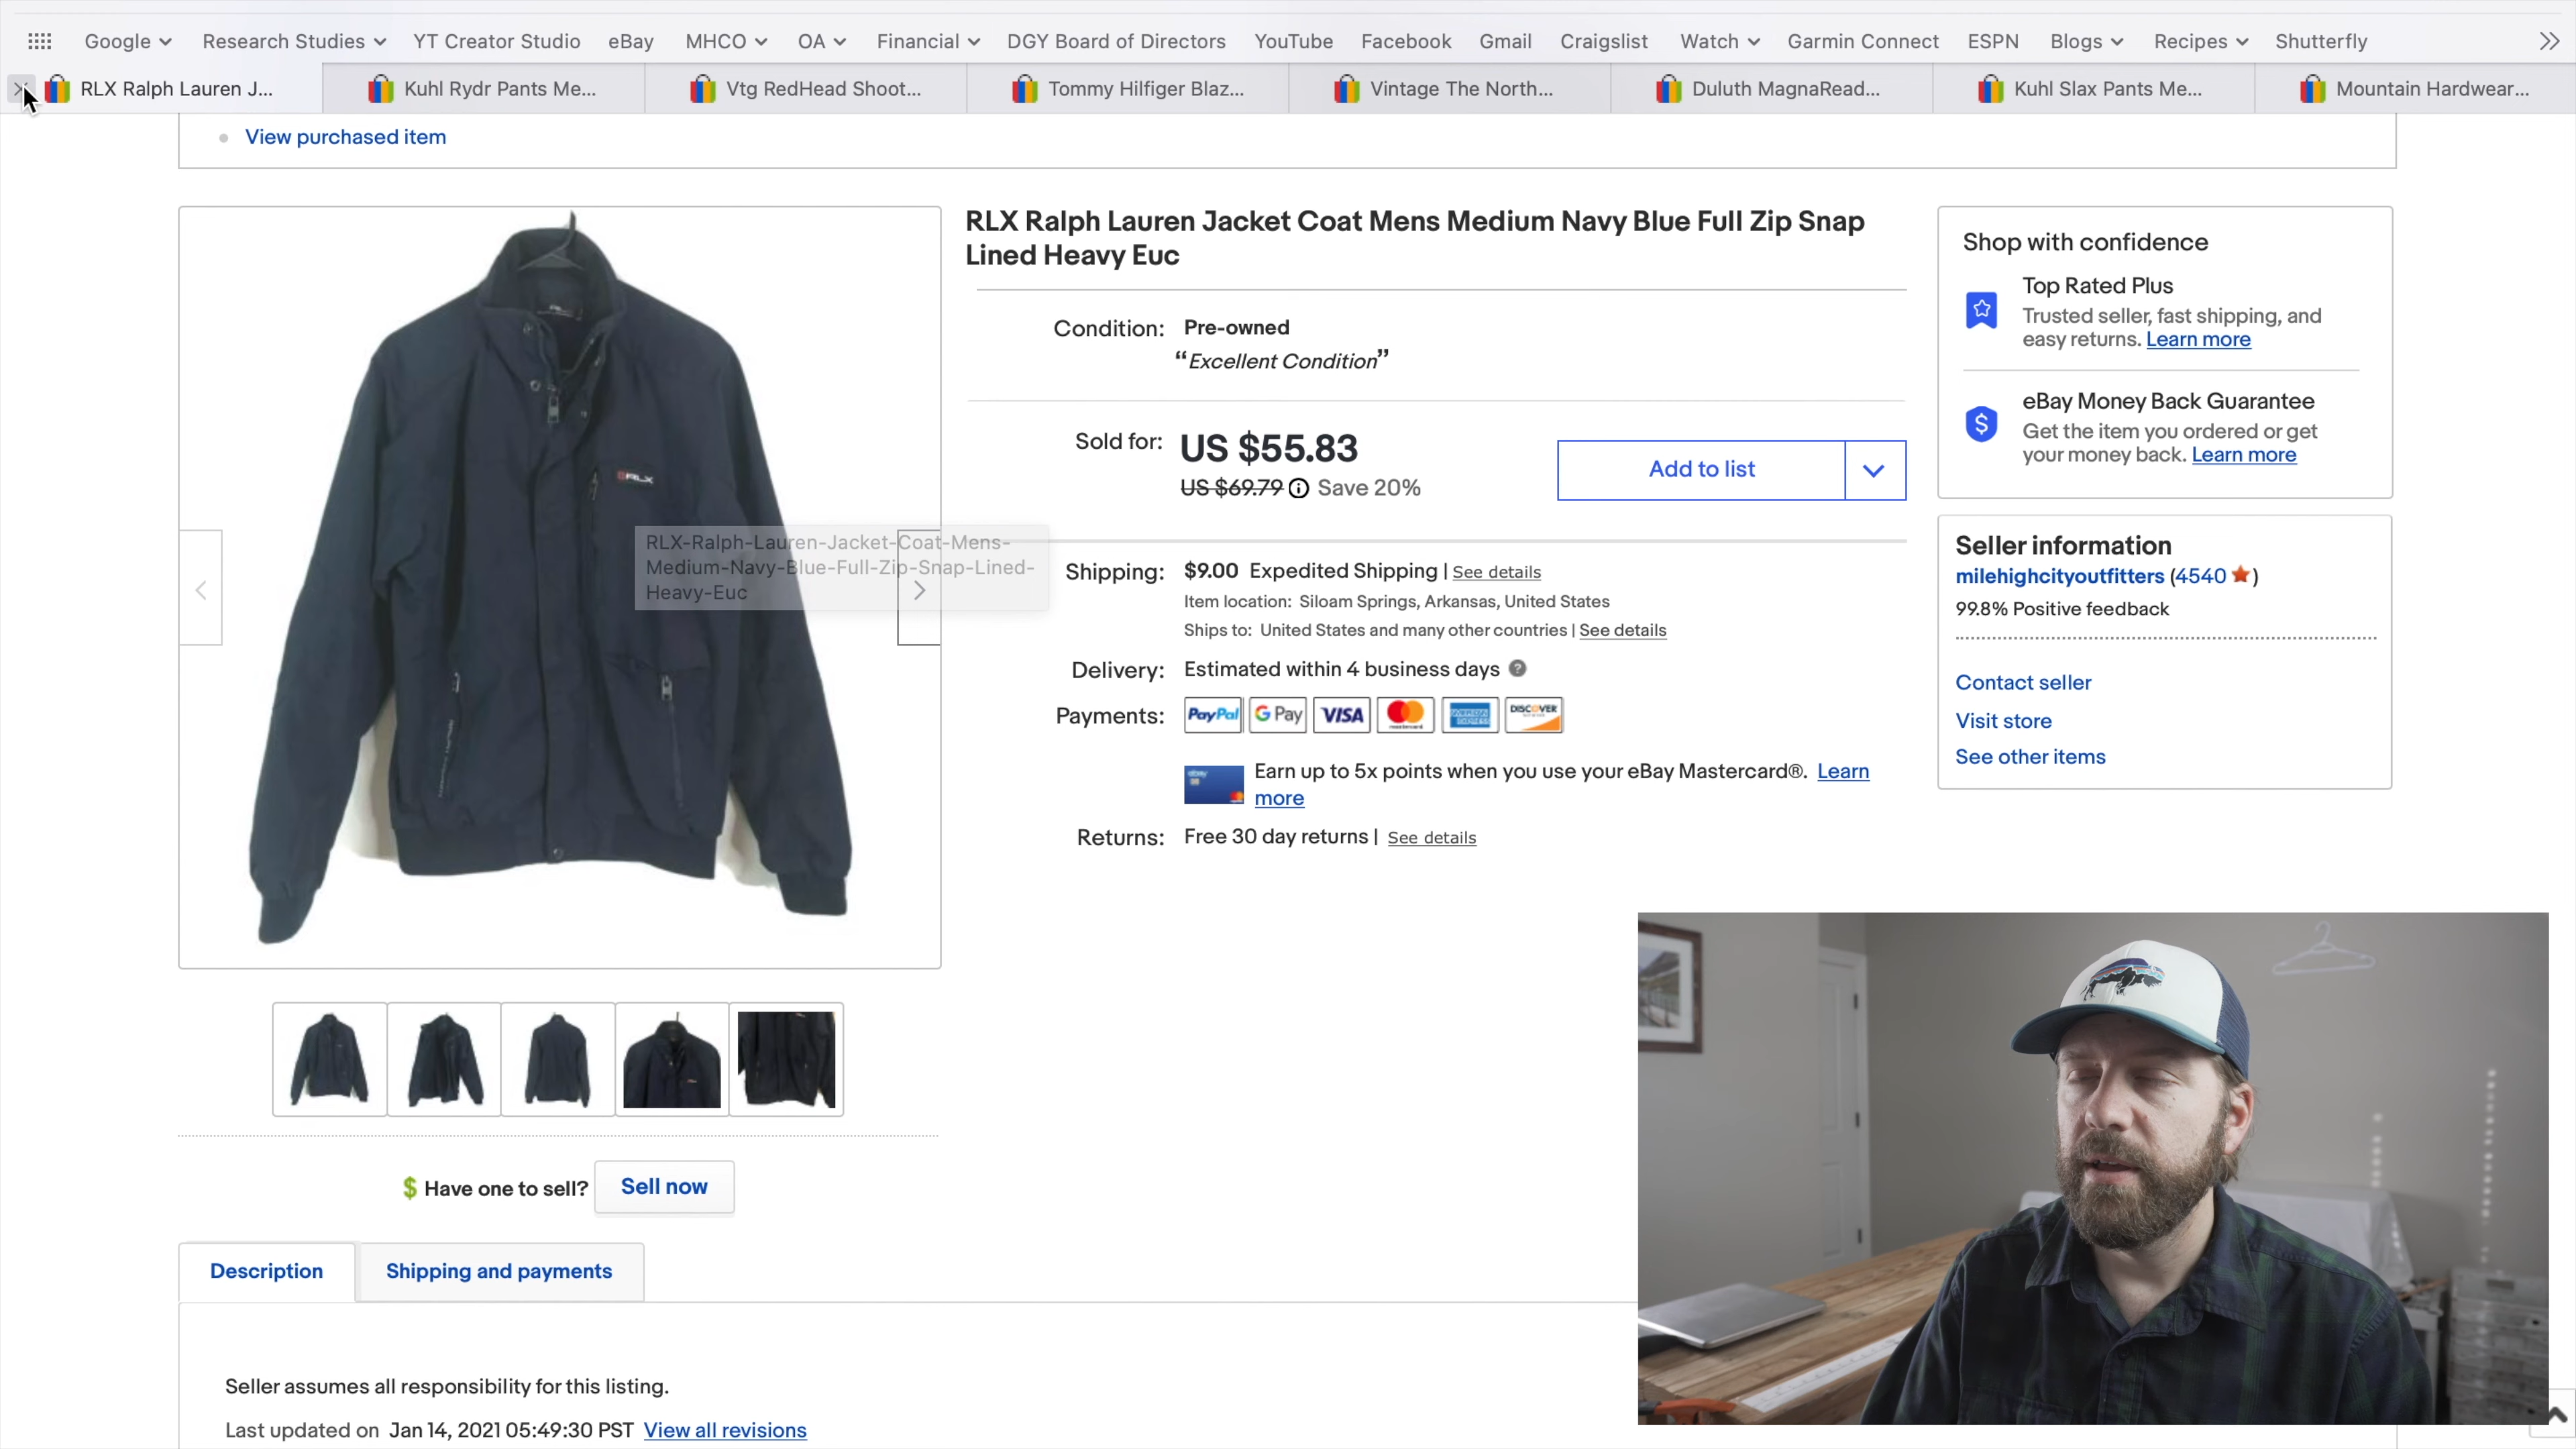 Google Research Studies YT Creator Studio eBay MHCO OA Financial DGY Board of Directors YouTube Facebook Gmail Craigslist Watch Garmin Connect ESPN Blogs Recipes Shutterfly
RLX Ralph Lauren J... Kuhl Rydr Pants Me... Vtg RedHead Shoot... Tommy Hilfiger Blaz... Vintage The North... Duluth MagnaRead... Kuhl Slax Pants Me... Mountain Hardwear...
View purchased item
RLX
RLX-Ralph-Lauren-Jacket-Coat-Mens-
Medium-Navy-Blue-Full-Zip-Snap-Lined-
Heavy-Euc
Have one to sell? Sell now
RLX Ralph Lauren Jacket Coat Mens Medium Navy Blue Full Zip Snap
Lined Heavy Euc
Condition: Pre-owned
“Excellent Condition”
Sold for: US $55.83
US $69.79 Save 20%
Add to list
Shipping: $9.00 Expedited Shipping | See details
Item location: Siloam Springs, Arkansas, United States
Ships to: United States and many other countries | See details
Delivery: Estimated within 4 business days
Payments: PayPal G Pay VISA mastercard AMERICAN EXPRESS DISCOVER
ebay
Earn up to 5x points when you use your eBay Mastercard®. Learn
more
Returns: Free 30 day returns | See details
Shop with confidence
Top Rated Plus
Trusted seller, fast shipping, and
easy returns. Learn more
eBay Money Back Guarantee
Get the item you ordered or get
your money back. Learn more
Seller information
milehighcityoutfitters (4540)
99.8% Positive feedback
Contact seller
Visit store
See other items
Description Shipping and payments
Seller assumes all responsibility for this listing.
Last updated on Jan 14, 2021 05:49:30 PST View all revisions